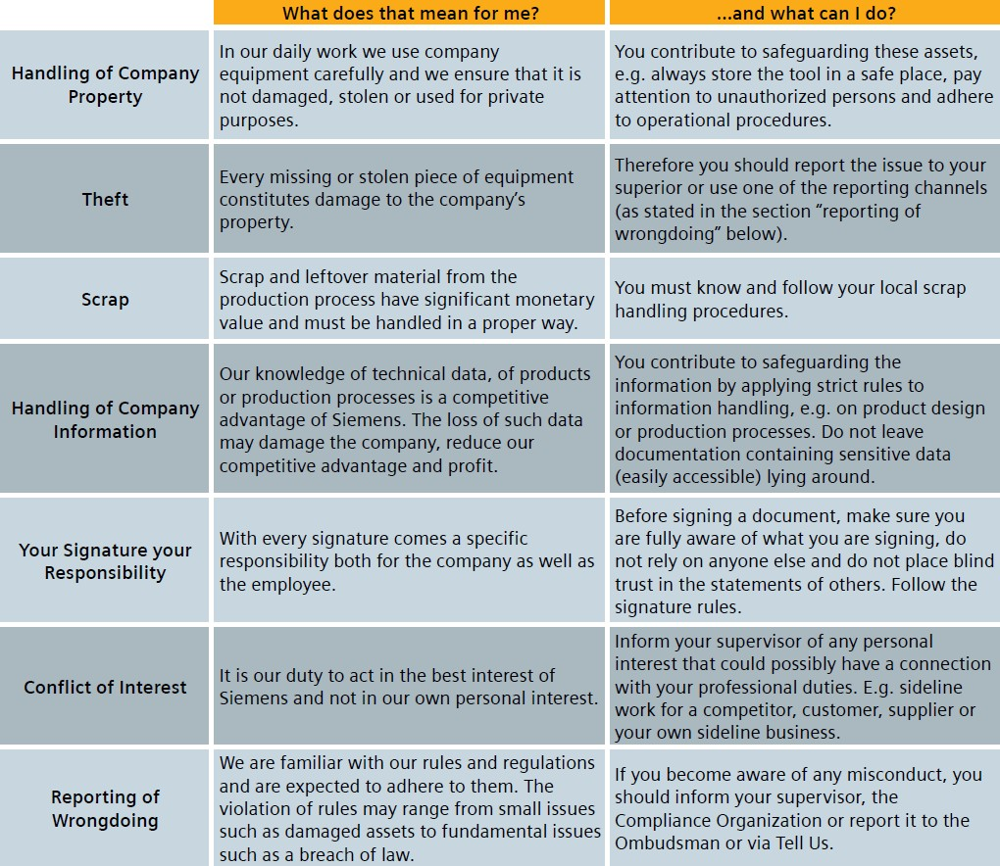 What does that mean for me?
...and what can I do?
Handling of Company
Property
In our daily work we use company
equipment carefully and we ensure that it is
not damaged, stolen or used for private
purposes.
You contribute to safeguarding these assets,
e.g. always store the tool in a safe place, pay
attention to unauthorized persons and adhere
to operational procedures.
Theft
Every missing or stolen piece of equipment
constitutes damage to the company’s
property.
Therefore you should report the issue to your
superior or use one of the reporting channels
(as stated in the section “reporting of
wrongdoing” below).
Scrap
Scrap and leftover material from the
production process have significant monetary
value and must be handled in a proper way.
You must know and follow your local scrap
handling procedures.
Handling of Company
Information
Our knowledge of technical data, of products
or production processes is a competitive
advantage of Siemens. The loss of such data
may damage the company, reduce our
competitive advantage and profit.
You contribute to safeguarding the
information by applying strict rules to
information handling, e.g. on product design
or production processes. Do not leave
documentation containing sensitive data
(easily accessible) lying around.
Your Signature your
Responsibility
With every signature comes a specific
responsibility both for the company as well as
the employee.
Before signing a document, make sure you
are fully aware of what you are signing, do
not rely on anyone else and do not place blind
trust in the statements of others. Follow the
signature rules.
Conflict of Interest
It is our duty to act in the best interest of
Siemens and not in our own personal interest.
Inform your supervisor of any personal
interest that could possibly have a connection
with your professional duties. E.g. sideline
work for a competitor, customer, supplier or
your own sideline business.
Reporting of
Wrongdoing
We are familiar with our rules and regulations
and are expected to adhere to them. The
violation of rules may range from small issues
such as damaged assets to fundamental issues
such as a breach of law.
If you become aware of any misconduct, you
should inform your supervisor, the
Compliance Organization or report it to the
Ombudsman or via Tell Us.